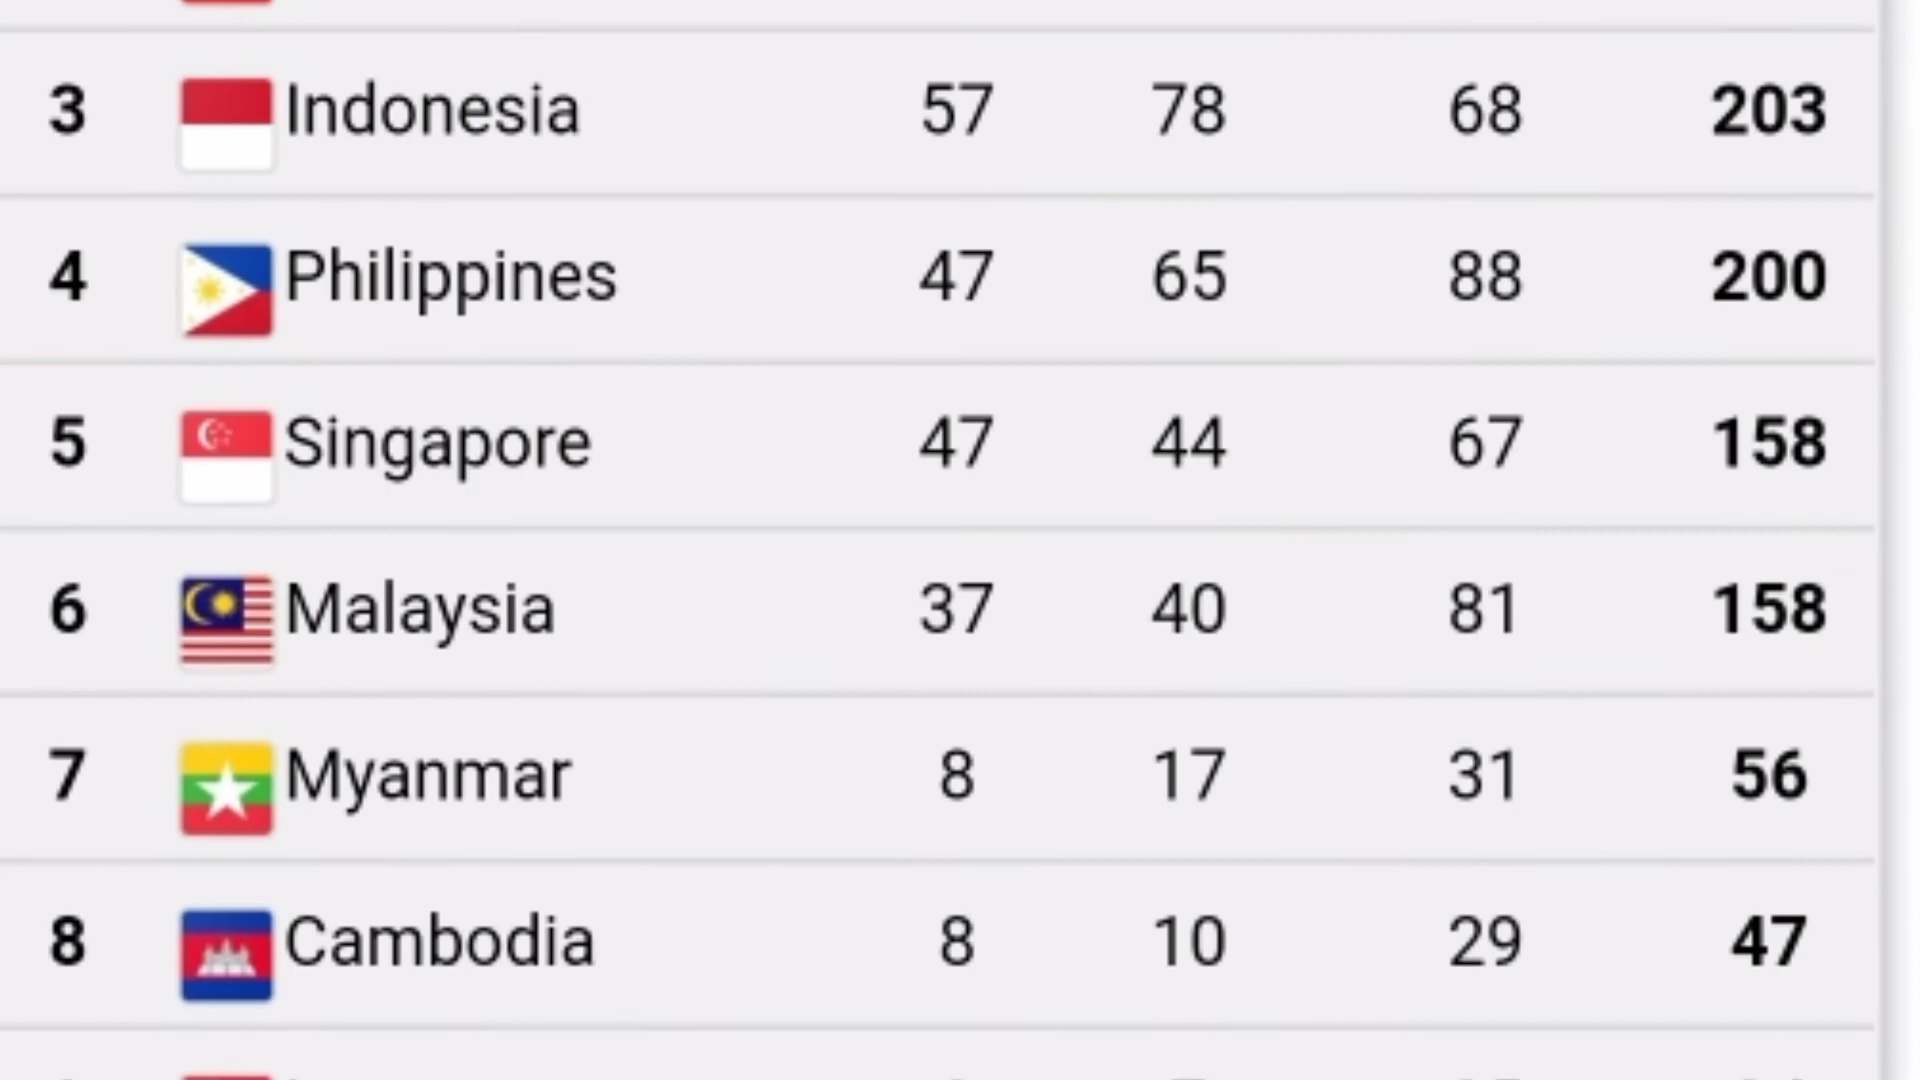 3 Indonesia 57 78 68 203
4 Philippines 47 65 88 200
5 Singapore 47 44 67 158
6 Malaysia 37 40 81 158
7 Myanmar 8 17 31 56
8 Cambodia 8 10 29 47